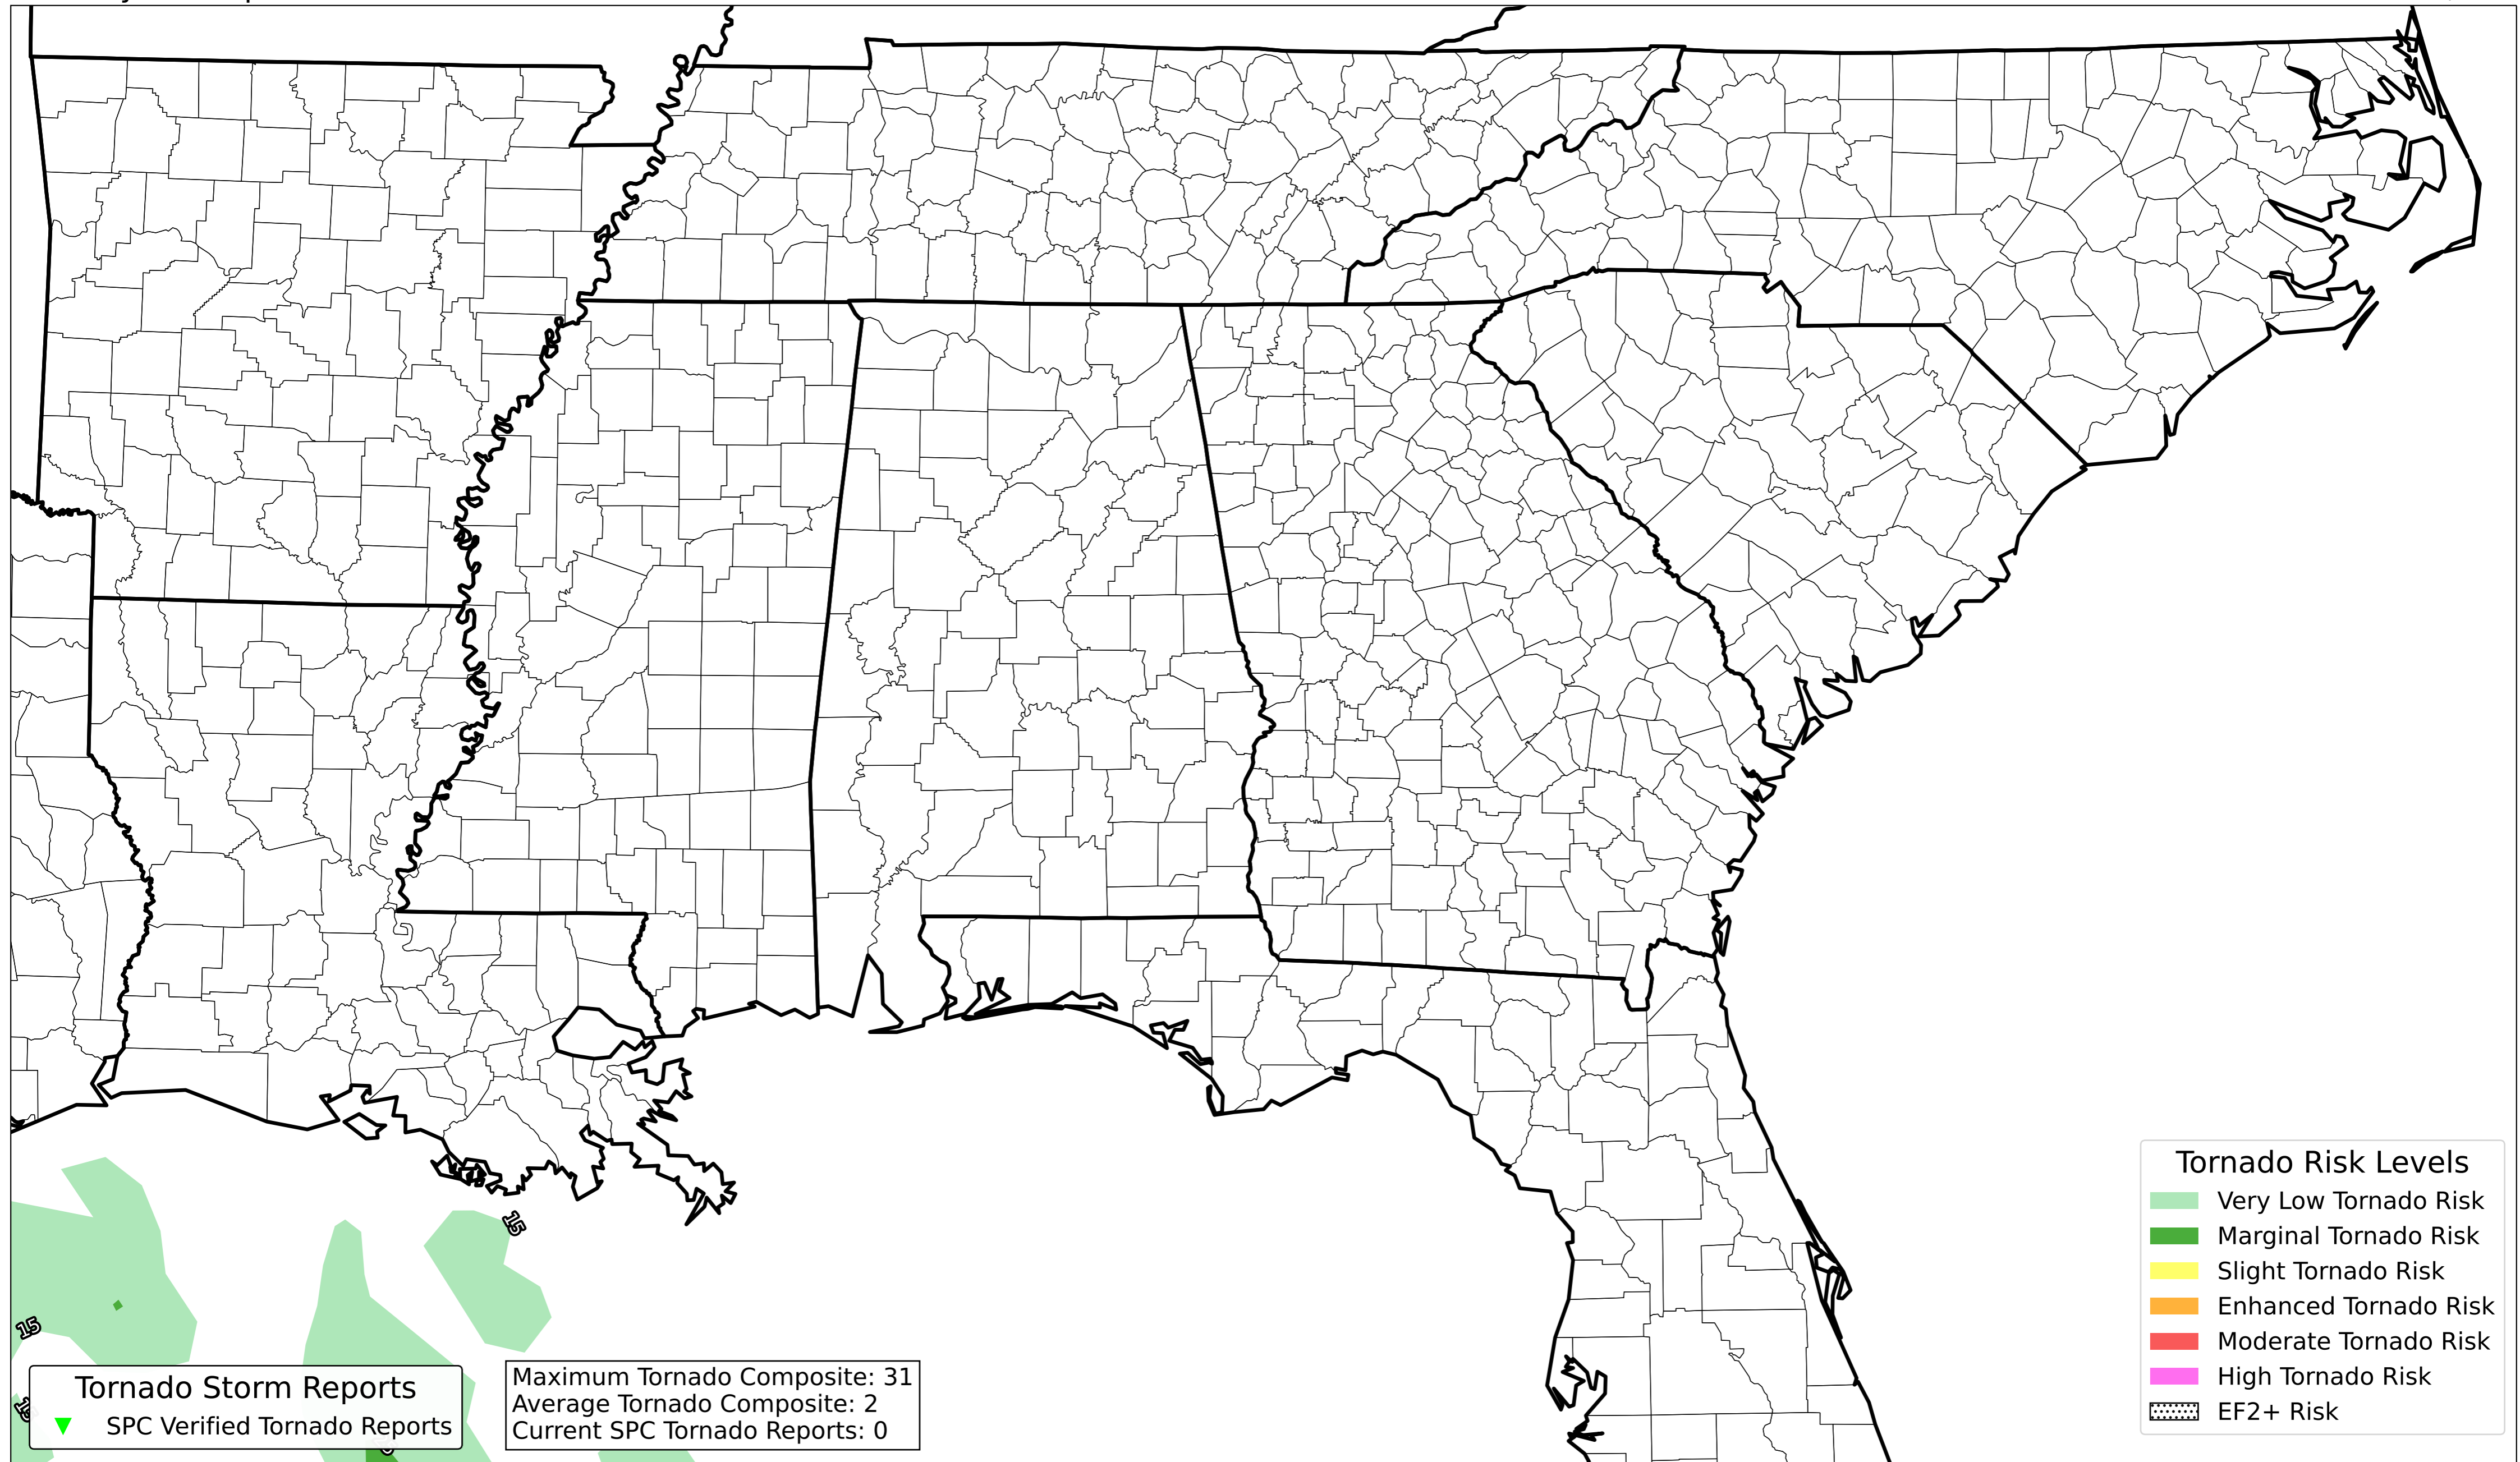 15
15
Tornado Storm Reports
SPC Verified Tornado Reports
Maximum Tornado Composite: 31
Average Tornado Composite: 2
Current SPC Tornado Reports: 0
Tornado Risk Levels
Very Low Tornado Risk
Marginal Tornado Risk
Slight Tornado Risk
Enhanced Tornado Risk
Moderate Tornado Risk
High Tornado Risk
EF2+ Risk